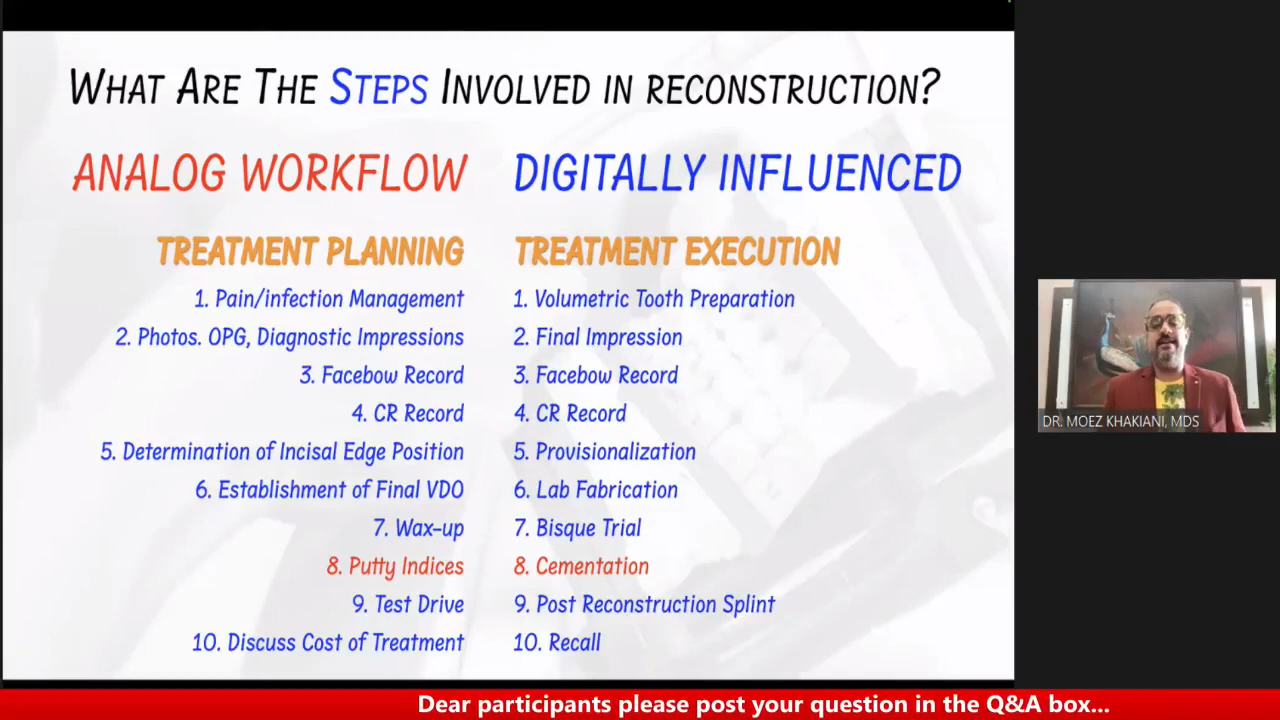 WHAT ARE THE STEPS INVOLVED IN RECONSTRUCTION?
ANALOG WORKFLOW
DIGITALLY INFLUENCED
TREATMENT PLANNING
1. Pain/infection Management
2. Photos. OPG, Diagnostic Impressions
3. Facebow Record
4. CR Record
5. Determination of Incisal Edge Position
6. Establishment of Final VDO
7. Wax-up
8. Putty Indices
9. Test Drive
10. Discuss Cost of Treatment
TREATMENT EXECUTION
1. Volumetric Tooth Preparation
2. Final Impression
3. Facebow Record
4. CR Record
5. Provisionalization
6. Lab Fabrication
7. Bisque Trial
8. Cementation
9. Post Reconstruction Splint
10. Recall
DR. MOEZ KHAKIANI, MDS
Dear participants please post your question in the Q&A box...